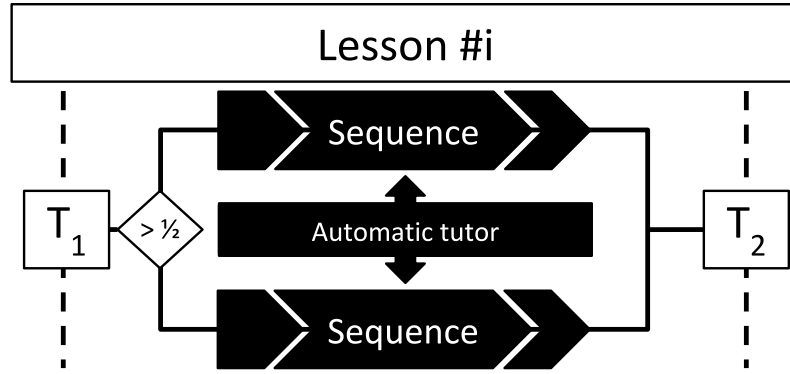 Lesson #i
Sequence
T1
> ½
Automatic tutor
T2
Sequence